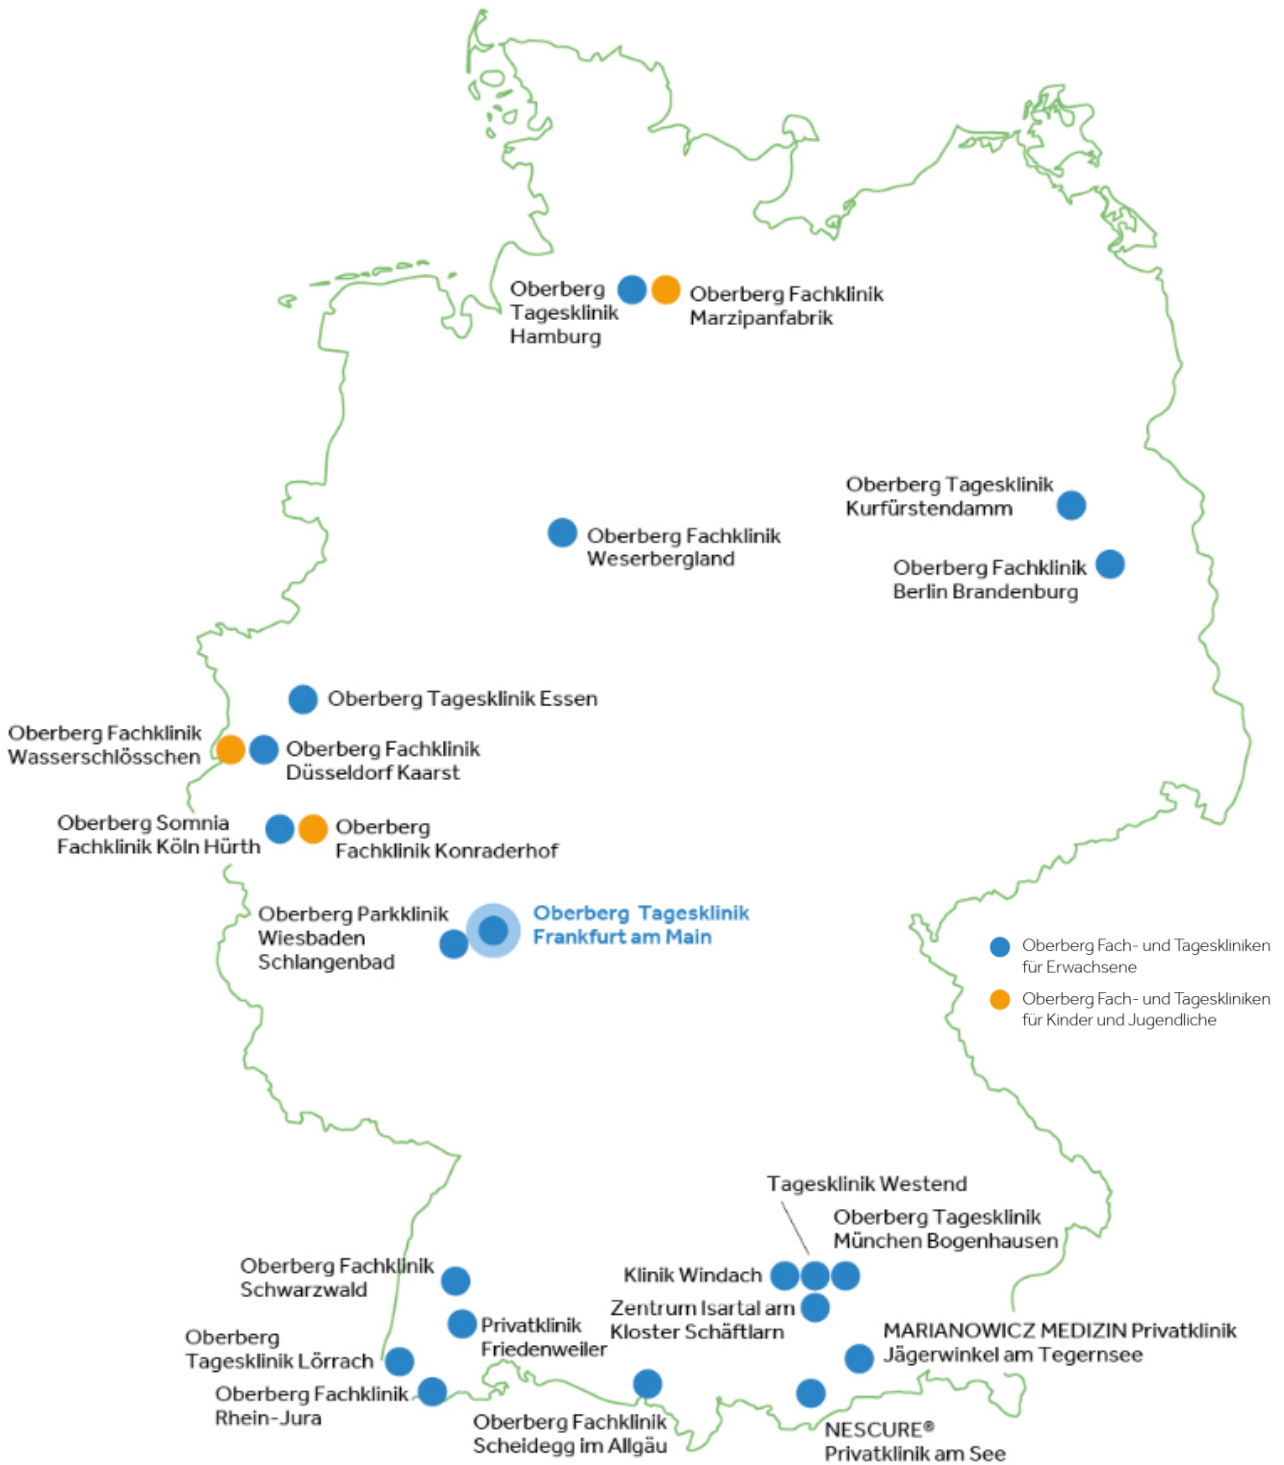 Oberberg
Tagesklinik
Hamburg
Oberberg Fachklinik
Marzipanfabrik
Oberberg Tagesklinik
Kurfürstendamm
Oberberg Fachklinik
Weserbergland
Oberberg Fachklinik
Berlin Brandenburg
Oberberg Tagesklinik Essen
Oberberg Fachklinik
Wasserschlösschen
Oberberg Fachklinik
Düsseldorf Kaarst
Oberberg Somnia
Fachklinik Köln Hürth
Oberberg
Fachklinik Konraderhof
Oberberg Parkklinik
Wiesbaden
Schlangenbad
Oberberg Tagesklinik
Frankfurt am Main
Oberberg Fach- und Tageskliniken
für Erwachsene
Oberberg Fach- und Tageskliniken
für Kinder und Jugendliche
Tagesklinik Westend
Oberberg Tagesklinik
München Bogenhausen
Oberberg Fachklinik
Schwarzwald
Klinik Windach
Zentrum Isartal am
Kloster Schäftlarn
Privatklinik
Friedenweiler
Oberberg
Tagesklinik Lörrach
MARIANOWICZ MEDIZIN Privatklinik
Jägerwinkel am Tegernsee
Oberberg Fachklinik
Rhein-Jura
Oberberg Fachklinik
Scheidegg im Allgäu
NESCURE®
Privatklinik am See